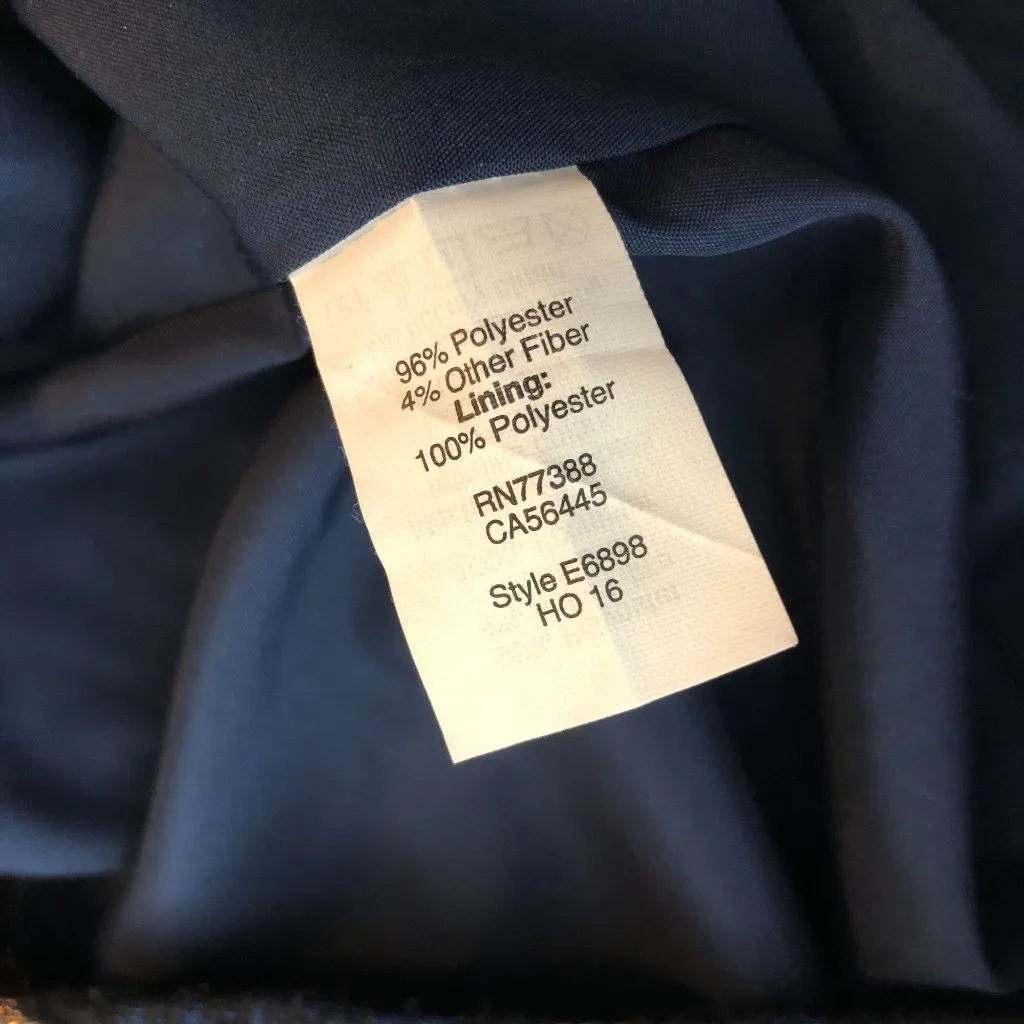 96% Polyester
4% Other Fiber
Lining:
100% Polyester
RN77388
CA56445
Style E6898
HO 16